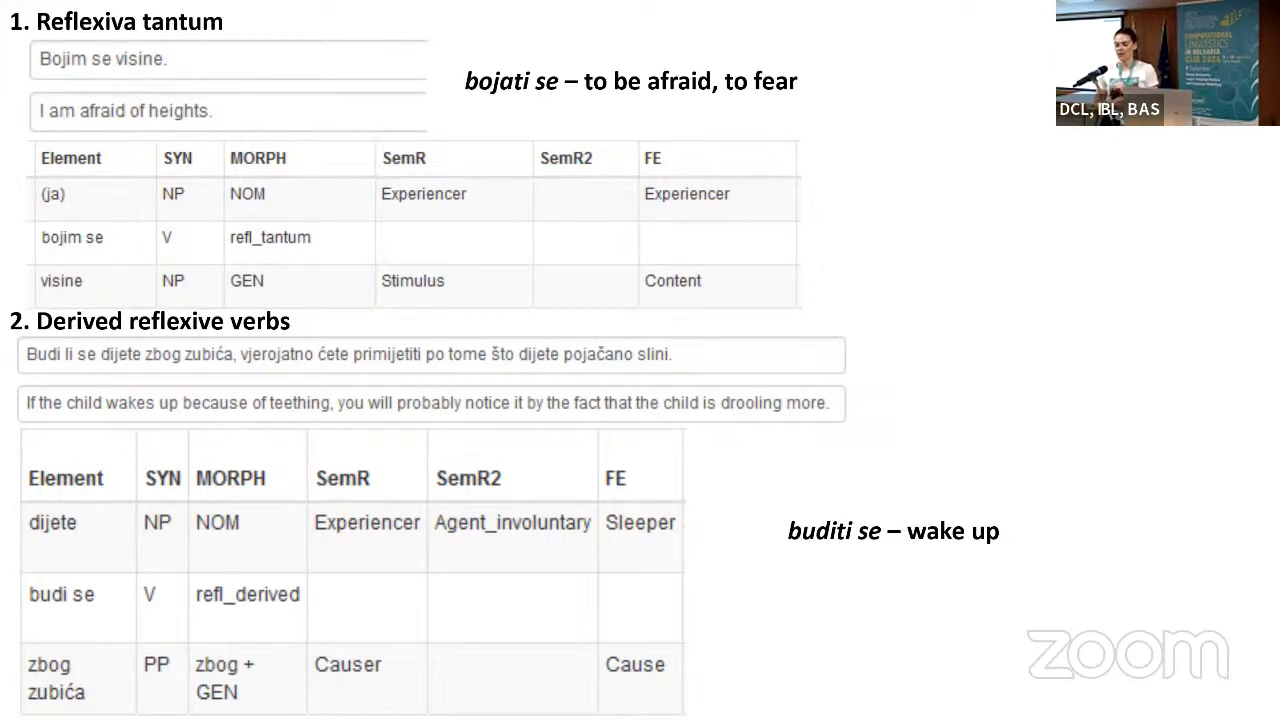 1. Reflexiva tantum
Bojim se visine.
I am afraid of heights.
bojati se – to be afraid, to fear
Element SYN MORPH SemR SemR2 FE
(ja) NP NOM Experiencer Experiencer
bojim se V refl_tantum
visine NP GEN Stimulus Content
2. Derived reflexive verbs
Budi li se dijete zbog zubića, vjerojatno ćete primijetiti po tome što dijete pojačano slini.
If the child wakes up because of teething, you will probably notice it by the fact that the child is drooling more.
Element SYN MORPH SemR SemR2 FE
dijete NP NOM Experiencer Agent_involuntary Sleeper
budi se V refl_derived
zbog zubića PP zbog + GEN Causer Cause
buditi se – wake up
COMPUTATIONAL
LINGUISTICS
IN BULGARIA
DCL, IBL, BAS
zoom